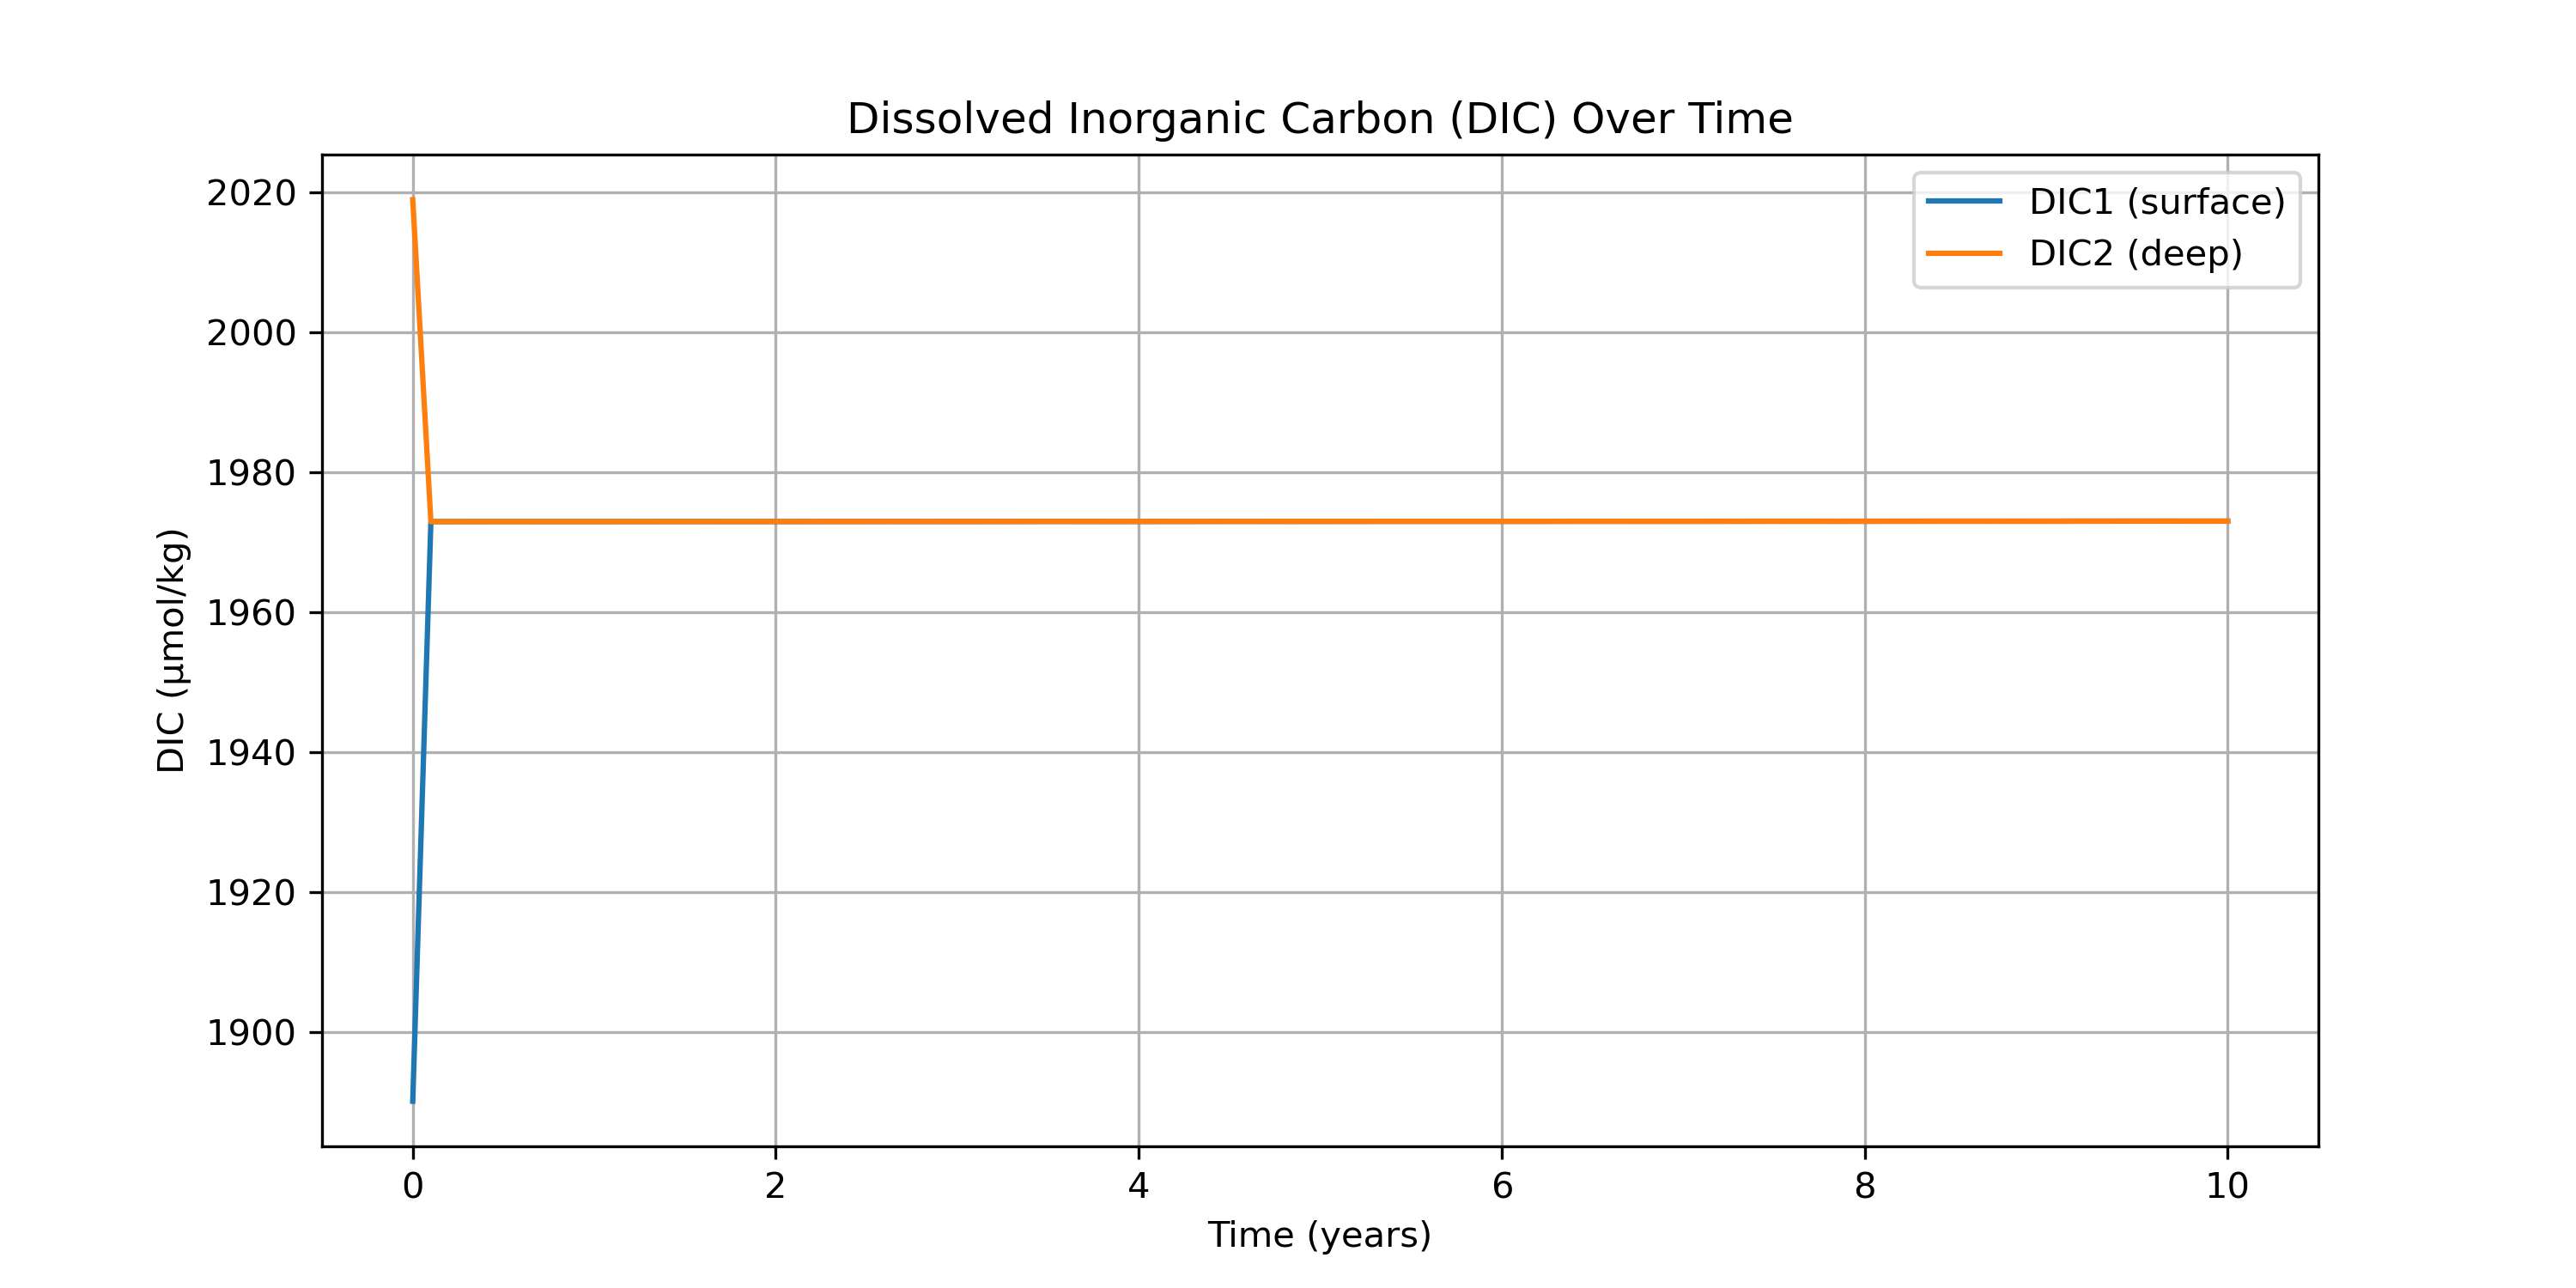 Dissolved Inorganic Carbon (DIC) Over Time
DIC1 (surface)
DIC2 (deep)
DIC (µmol/kg)
2020
2000
1980
1960
1940
1920
1900
0 2 4 6 8 10
Time (years)